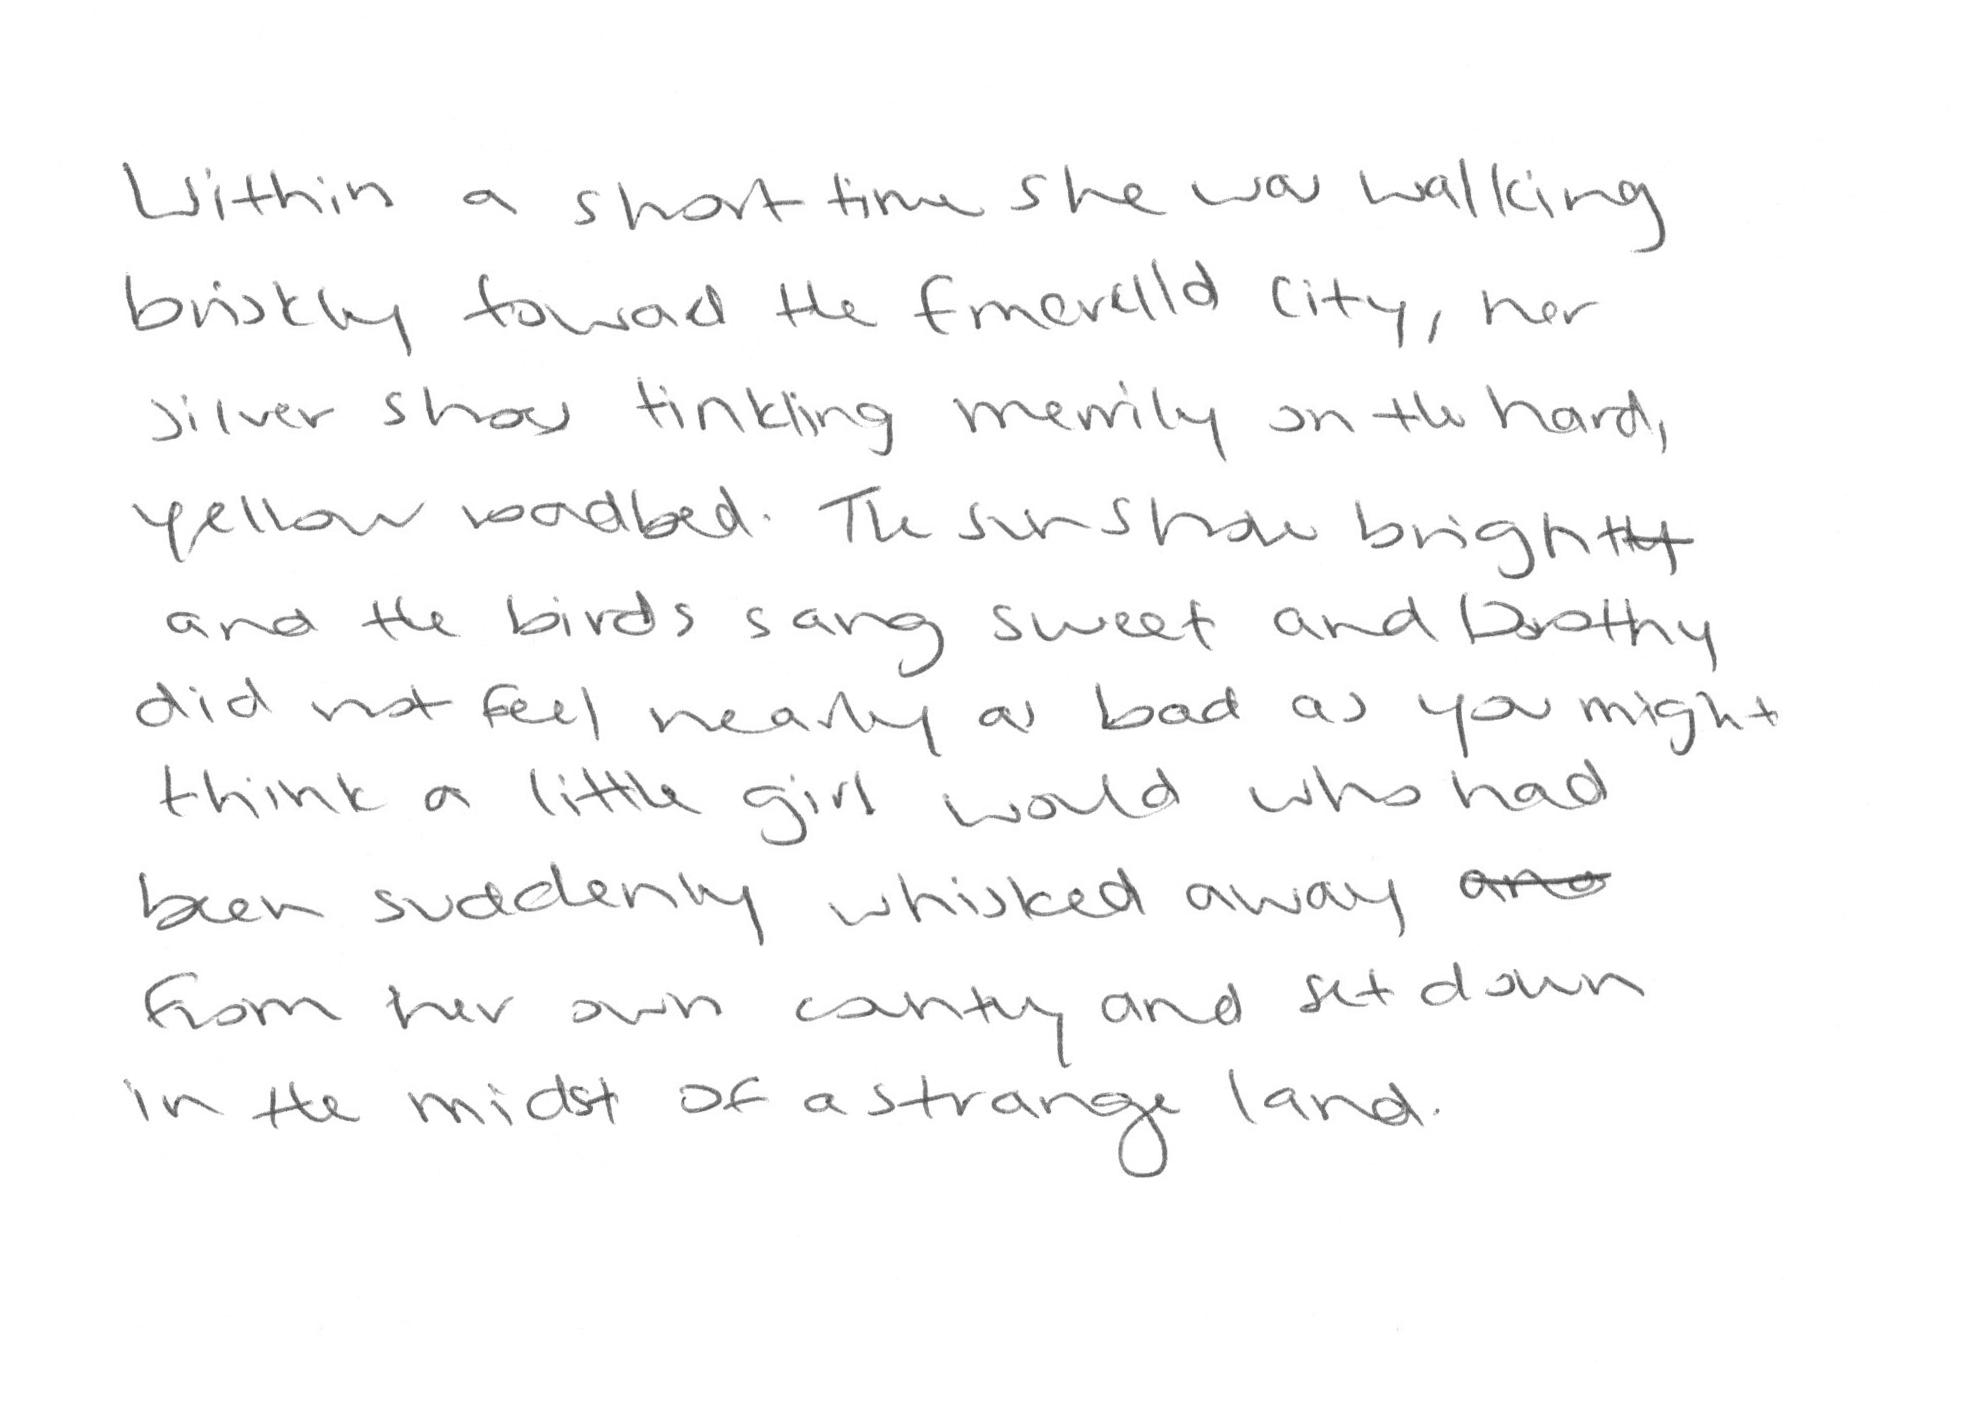 Within a short time she was walking
briskly toward the Emerald City, her
silver shoes tinkling merrily on the hard,
yellow roadbed. The sun shone bright
and the birds sang sweet and Dorothy
did not feel nearly as bad as you might
think a little girl would who had
been suddenly whisked away and
from her own country and set down
in the midst of a strange land.